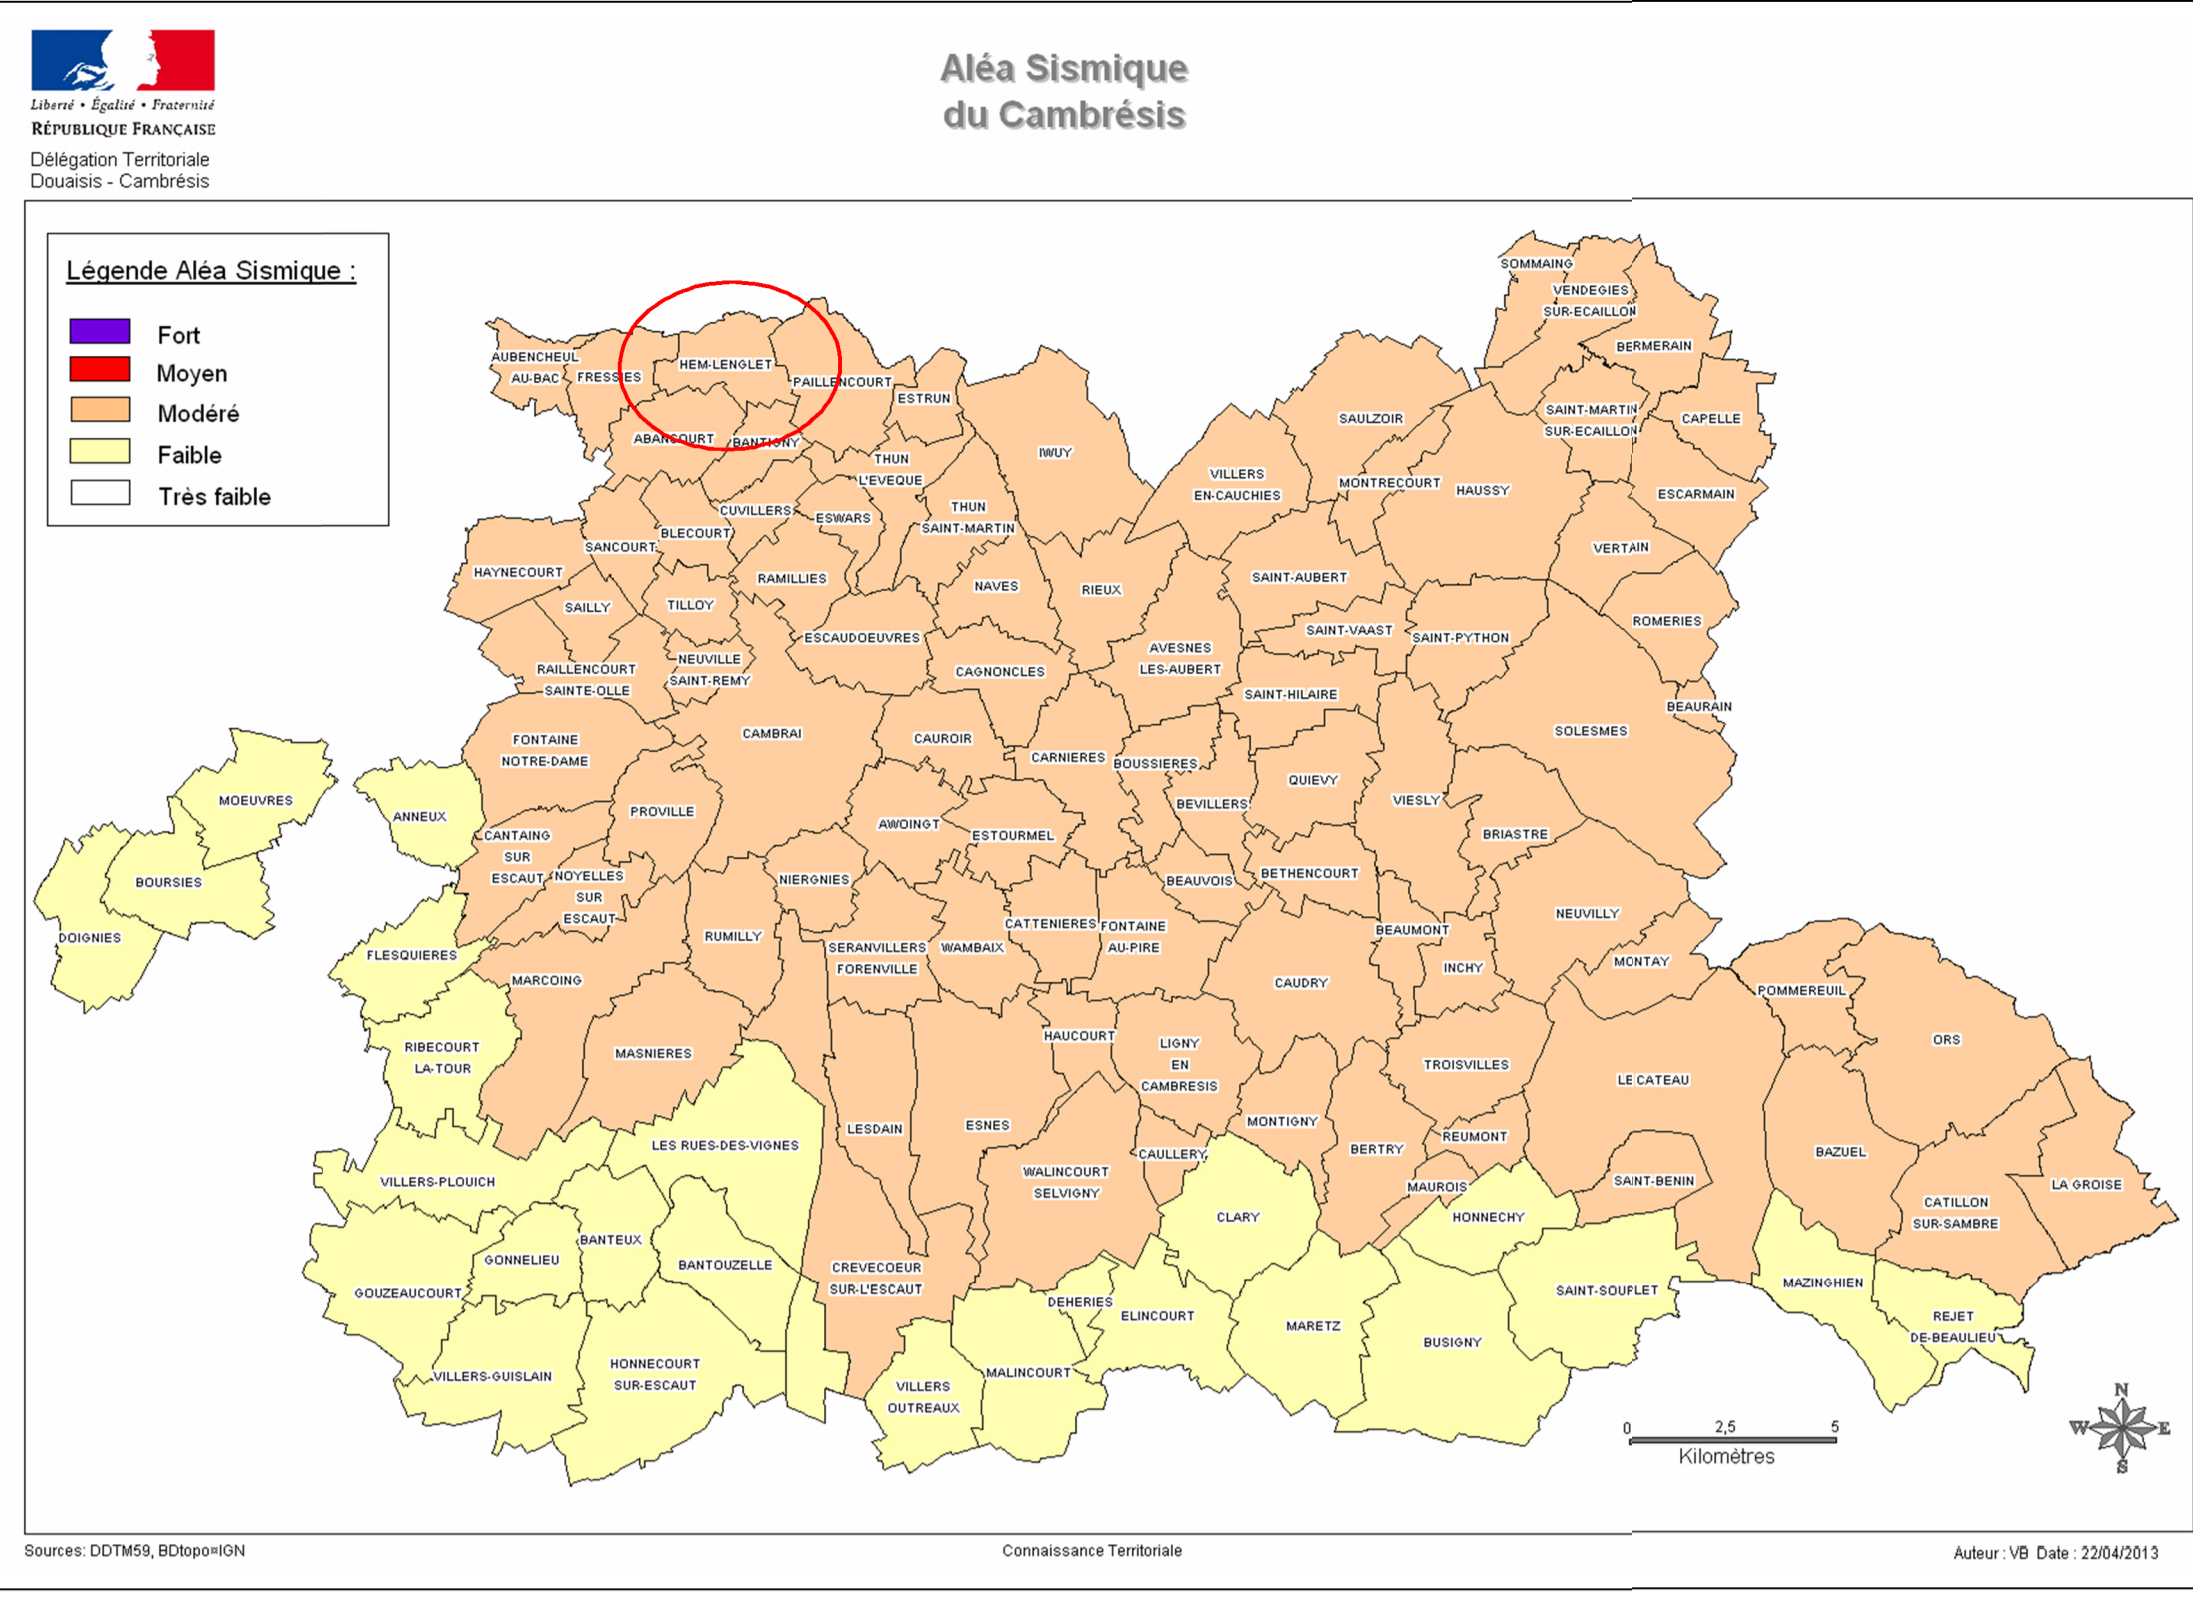 Liberté • Égalité • Fraternité
RÉPUBLIQUE FRANÇAISE
Délégation Territoriale
Douaisis - Cambrésis
Aléa Sismique
du Cambrésis
Légende Aléa Sismique :
Fort
Moyen
Modéré
Faible
Très faible
SOMMAING
VENDEGIES
SUR-ECAILLON
BERMERAIN
AUBENCHEUL
AU-BAC
FRESSIES
HEM-LENGLET
PAILLENCOURT
ESTRUN
ABANCOURT
BANTIGNY
THUN
L'EVEQUE
IWUY
SAULZOIR
SAINT-MARTIN
SUR-ECAILLON
CAPELLE
VILLERS
EN-CAUCHIES
MONTRECOURT
HAUSSY
ESCARMAIN
CUVILLERS
ESWARS
THUN
SAINT-MARTIN
BLECOURT
SANCOURT
VERTAIN
HAYNECOURT
RAMILLIES
NAVES
RIEUX
SAINT-AUBERT
SAILLY
TILLOY
ROMERIES
ESCAUDOEUVRES
SAINT-VAAST
SAINT-PYTHON
AVESNES
LES-AUBERT
RAILLENCOURT
SAINTE-OLLE
NEUVILLE
SAINT-REMY
CAGNONCLES
SAINT-HILAIRE
BEAURAIN
FONTAINE
NOTRE-DAME
CAMBRAI
CAUROIR
CARNIERES
BOUSSIERES
SOLESMES
QUIEVY
MOEUVRES
ANNEUX
PROVILLE
BEVILLERS
VIESLY
AWOINGT
ESTOURMEL
BRIASTRE
CANTAING
SUR
ESCAUT
NOYELLES
SUR
ESCAUT
BOURSIES
NIERGNIES
BEAUVOIS
BETHENCOURT
DOIGNIES
FLESQUIERES
RUMILLY
SERANVILLERS
FORENVILLE
WAMBAIX
CATTENIERES
FONTAINE
AU-PIRE
BEAUMONT
NEUVILLY
MARCOING
CAUDRY
INCHY
MONTAY
POMMEREUIL
RIBECOURT
LA-TOUR
MASNIERES
HAUCOURT
LIGNY
EN
CAMBRESIS
TROISVILLES
LE CATEAU
ORS
LES RUES-DES-VIGNES
LESDAIN
ESNES
MONTIGNY
BERTRY
REUMONT
BAZUEL
CAULLERY
WALINCOURT
SELVIGNY
VILLERS-PLOUICH
MAUROIS
SAINT-BENIN
LA GROISE
CATILLON
SUR-SAMBRE
CLARY
HONNECHY
BANTEUX
GONNELIEU
BANTOUZELLE
CREVECOEUR
SUR-L'ESCAUT
GOUZEAUCOURT
DEHERIES
ELINCOURT
SAINT-SOUPLET
MAZINGHIEN
REJET
DE-BEAULIEU
MARETZ
BUSIGNY
HONNECOURT
SUR-ESCAUT
VILLERS-GUISLAIN
VILLERS
OUTREAUX
MALINCOURT
0 2,5 5
Kilomètres
N
W E
S
Sources: DDTM59, BDtopo¤IGN
Connaissance Territoriale
Auteur : VB Date : 22/04/2013